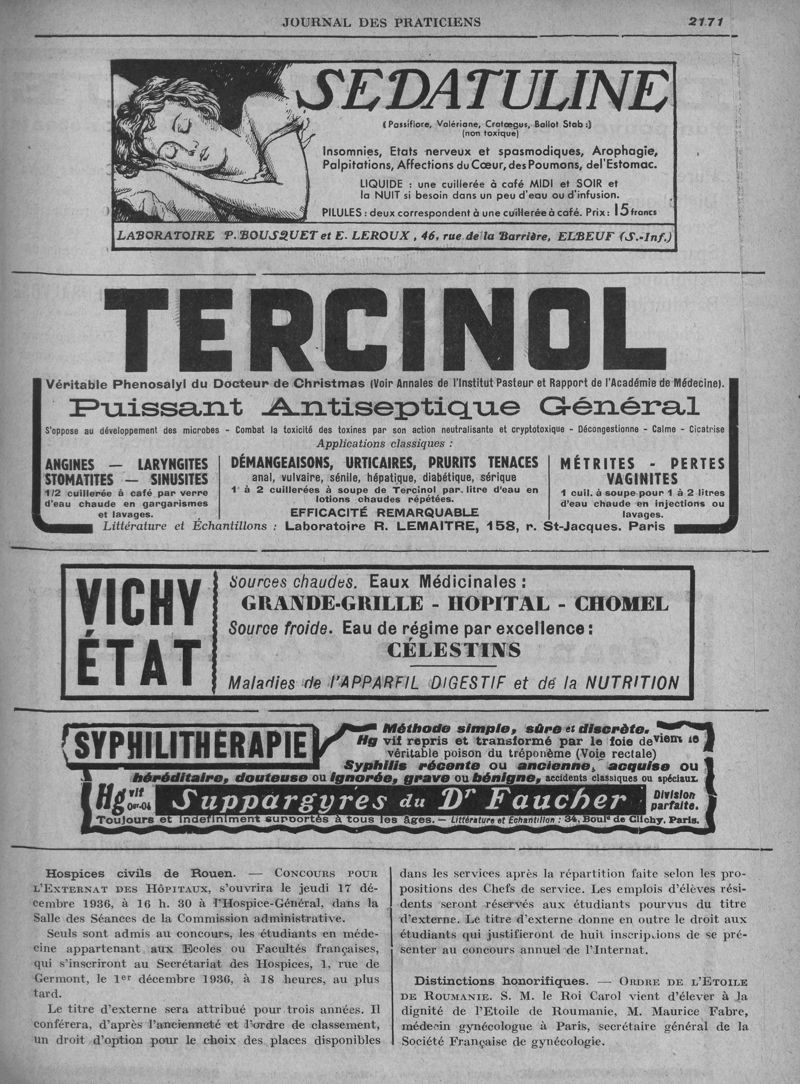 JOURNAL DES PRATICIENS 2171
SÉDATULINE
(Passiflore, Valériane, Cratœgus, Ballot Stab:)
(non toxique)
Insomnies, Etats nerveux et spasmodiques, Arophagie,
Palpitations, Affections du Cœur, des Poumons, del'Estomac.
LIQUIDE : une cuillerée à café MIDI et SOIR et
la NUIT si besoin dans un peu d'eau ou d'infusion.
PILULES : deux correspondent à une cuillerée à café. Prix: 15 francs
LABORATOIRE P. BOUSQUET et E. LEROUX, 46, rue de la Barrière, ELBEUF (S.-Inf.)
TERCINOL
Véritable Phenosalyl du Docteur de Christmas (Voir Annales de l'Institut Pasteur et Rapport de l'Académie de Médecine).
Puissant Antiseptique Général
S'oppose au développement des microbes - Combat la toxicité des toxines par son action neutralisante et cryptotoxique - Décongestionne - Calme - Cicatrise
Applications classiques :
ANGINES — LARYNGITES
STOMATITES — SINUSITES
1/2 cuillerée à café par verre
d'eau chaude en gargarismes
et lavages.
DÉMANGEAISONS, URTICAIRES, PRURITS TENACES
anal, vulvaire, sénile, hépatique, diabétique, sérique
1 à 2 cuillerées à soupe de Tercinol par litre d'eau en
lotions chaudes répétées.
EFFICACITÉ REMARQUABLE
MÉTRITES - PERTES
VAGINITES
1 cuil. à soupe pour 1 à 2 litres
d'eau chaude en injections ou
lavages.
Littérature et Échantillons : Laboratoire R. LEMAITRE, 158, r. St-Jacques. Paris
VICHY
ÉTAT
Sources chaudes. Eaux Médicinales :
GRANDE-GRILLE - HOPITAL - CHOMEL
Source froide. Eau de régime par excellence :
CÉLESTINS
Maladies de l'APPAREIL DIGESTIF et de la NUTRITION
SYPHILITHÉRAPIE
Méthode simple, sûre et discrète.
Hg vif repris et transformé par le foie devient le
véritable poison du tréponème (Voie rectale)
Syphilis récente ou ancienne, acquise ou
héréditaire, douteuse ou ignorée, grave ou bénigne, accidents classiques ou spéciaux.
Hg vif 0gr.04 Suppargyres du Dr Faucher Division parfaite.
Toujours et indéfiniment supportés à tous les âges. — Littérature et Échantillon : 34, Boulᵈ de Clichy. Paris.
Hospices civils de Rouen. — CONCOURS POUR
L'EXTERNAT DES HÔPITAUX, s'ouvrira le jeudi 17 dé-
cembre 1936, à 16 h. 30 à l'Hospice-Général, dans la
Salle des Séances de la Commission administrative.
Seuls sont admis au concours, les étudiants en méde-
cine appartenant aux Ecoles ou Facultés françaises,
qui s'inscriront au Secrétariat des Hospices, 1, rue de
Germont, le 1er décembre 1936, à 18 heures, au plus
tard.
Le titre d'externe sera attribué pour trois années. Il
conférera, d'après l'ancienneté et l'ordre de classement,
un droit d'option pour le choix des places disponibles
dans les services après la répartition faite selon les pro-
positions des Chefs de service. Les emplois d'élèves rési-
dents seront réservés aux étudiants pourvus du titre
d'externe. Le titre d'externe donne en outre le droit aux
étudiants qui justifieront de huit inscriptions de se pré-
senter au concours annuel de l'Internat.
Distinctions honorifiques. — ORDRE DE L'ETOILE
DE ROUMANIE. S. M. le Roi Carol vient d'élever à la
dignité de l'Etoile de Roumanie, M. Maurice Fabre,
médecin gynécologue à Paris, secrétaire général de la
Société Française de gynécologie.